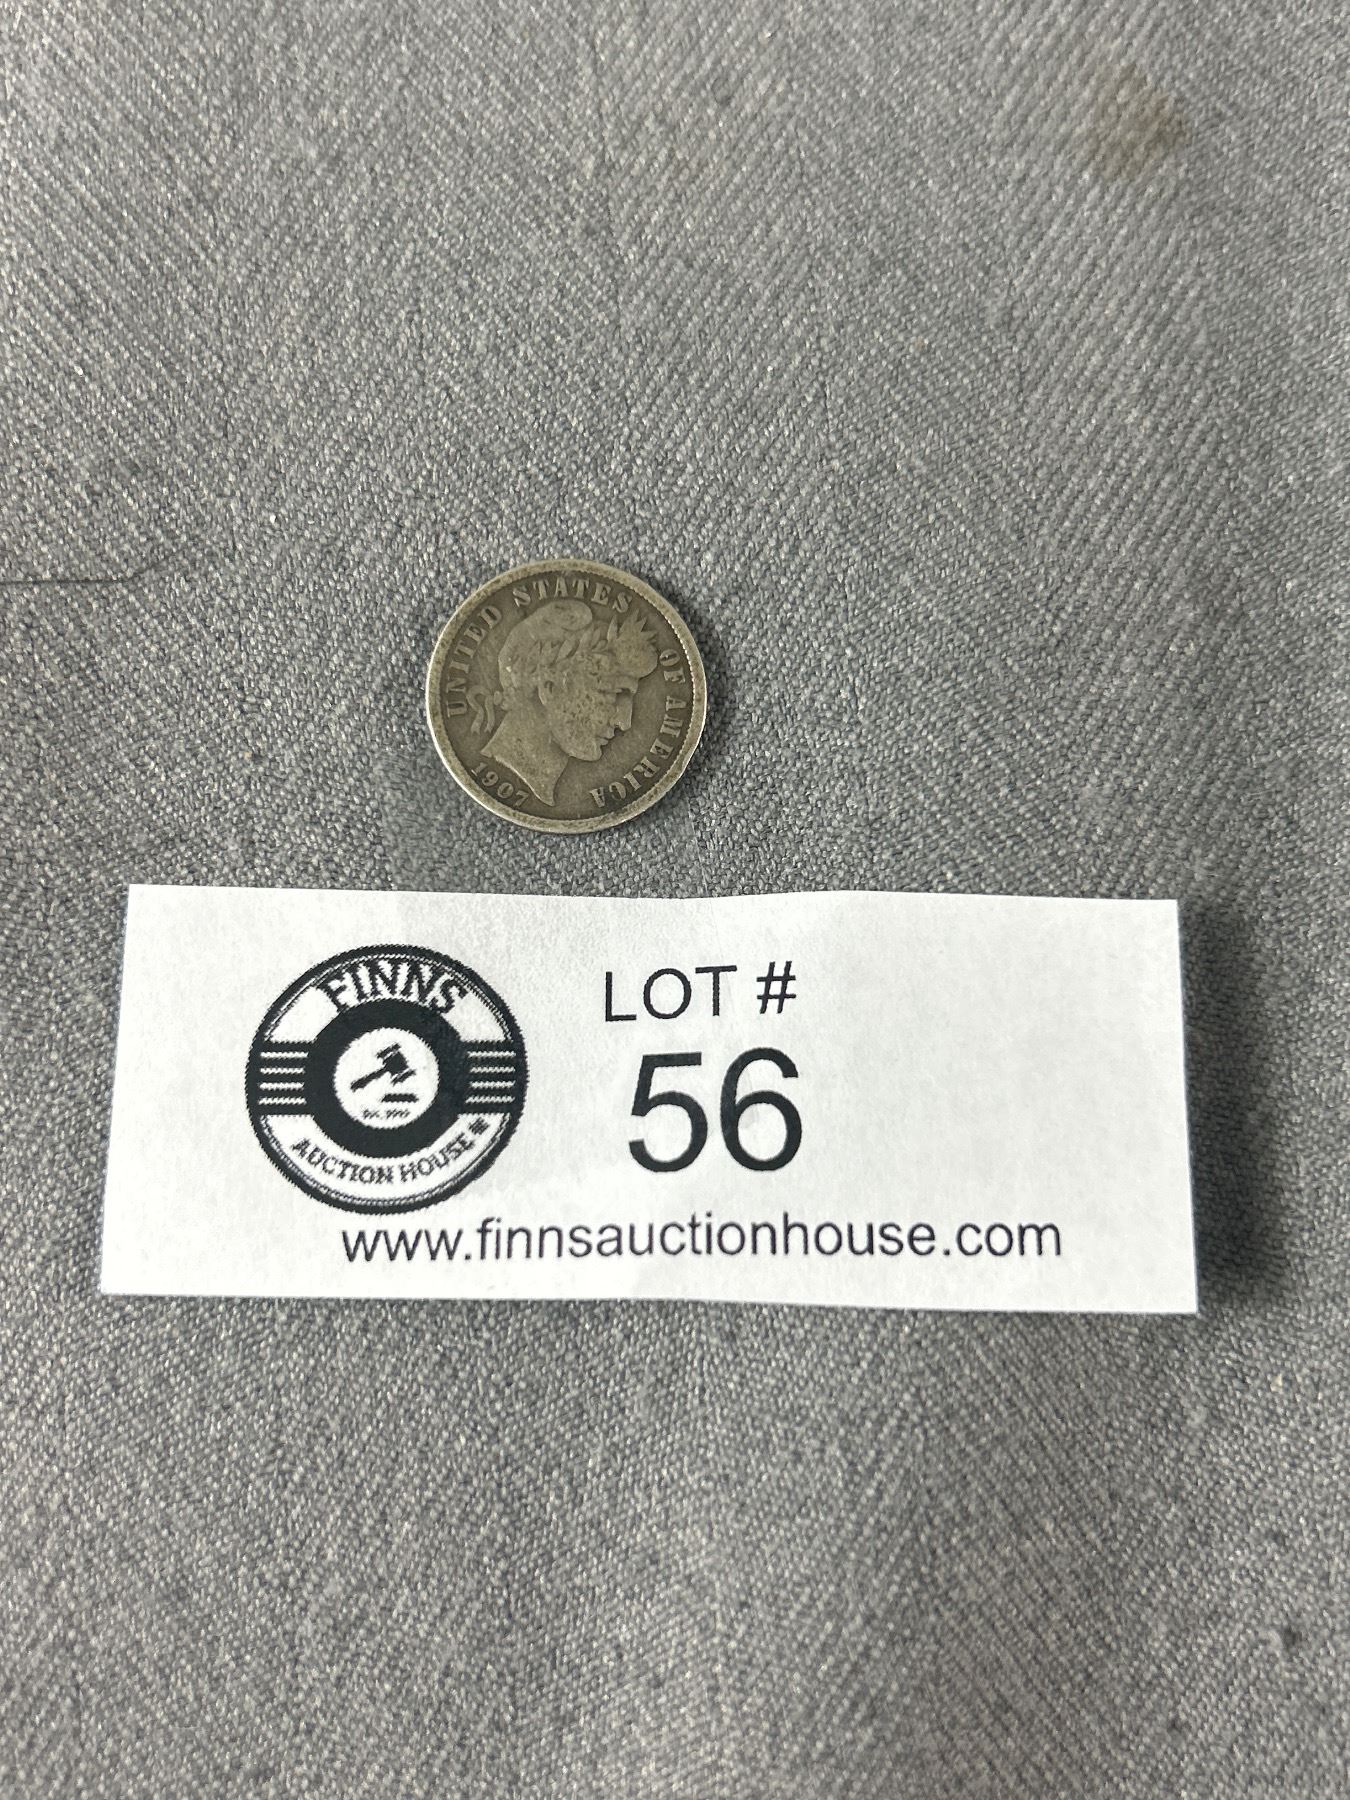 UNITED STATES OF AMERICA
1907
FINNS
AUCTION HOUSE
LOT #
56
www.finnsauctionhouse.com